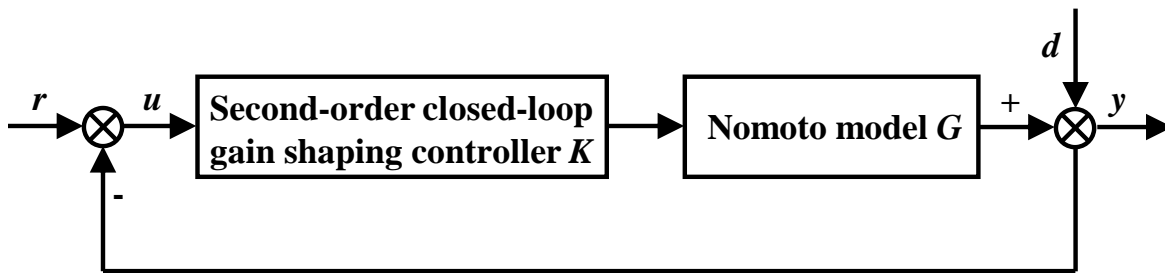 d
r
u
Second-order closed-loop
gain shaping controller K
Nomoto model G
+
y
-